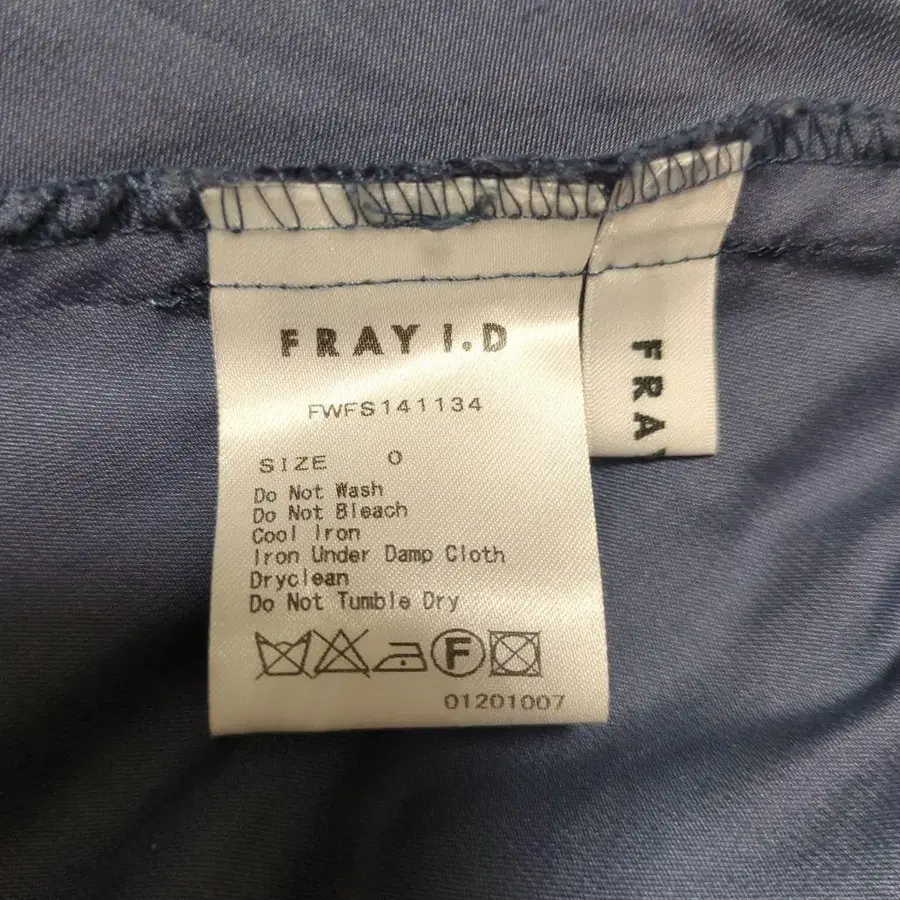 FRAY I.D
FWFS141134
SIZE 0
Do Not Wash
Do Not Bleach
Cool Iron
Iron Under Damp Cloth
Dryclean
Do Not Tumble Dry
F
01201007
FRAY